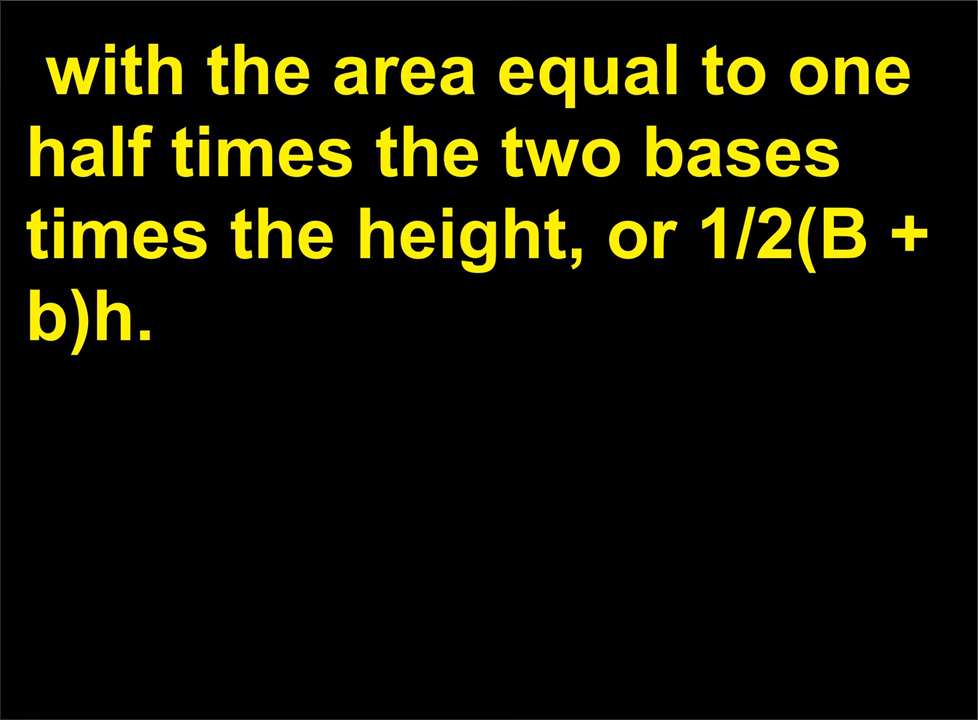 with the area equal to one
half times the two bases
times the height, or 1/2(B +
b)h.